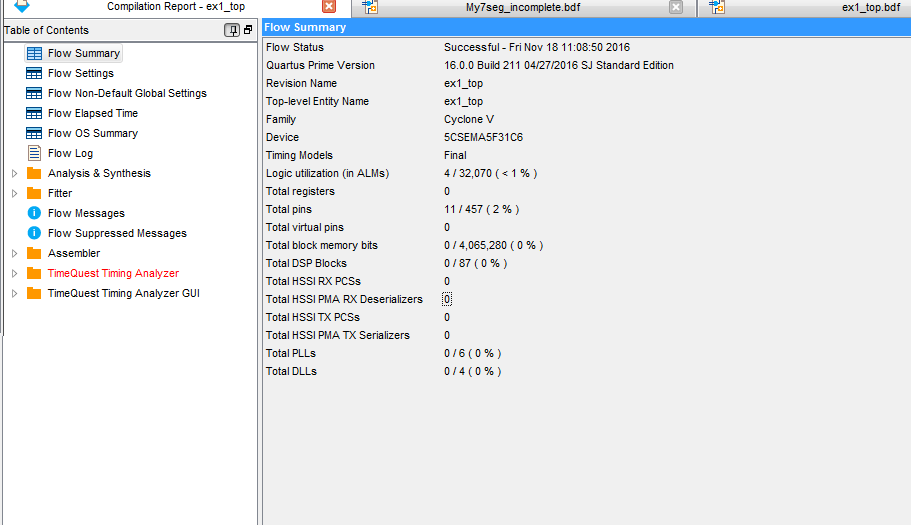 Compilation Report - ex1_top
My7seg_incomplete.bdf
ex1_top.bdf
Table of Contents
Flow Summary
Flow Settings
Flow Non-Default Global Settings
Flow Elapsed Time
Flow OS Summary
Flow Log
Analysis & Synthesis
Fitter
Flow Messages
Flow Suppressed Messages
Assembler
TimeQuest Timing Analyzer
TimeQuest Timing Analyzer GUI
Flow Summary
Flow Status Successful - Fri Nov 18 11:08:50 2016
Quartus Prime Version 16.0.0 Build 211 04/27/2016 SJ Standard Edition
Revision Name ex1_top
Top-level Entity Name ex1_top
Family Cyclone V
Device 5CSEMA5F31C6
Timing Models Final
Logic utilization (in ALMs) 4 / 32,070 ( < 1 % )
Total registers 0
Total pins 11 / 457 ( 2 % )
Total virtual pins 0
Total block memory bits 0 / 4,065,280 ( 0 % )
Total DSP Blocks 0 / 87 ( 0 % )
Total HSSI RX PCSs 0
Total HSSI PMA RX Deserializers 0
Total HSSI TX PCSs 0
Total HSSI PMA TX Serializers 0
Total PLLs 0 / 6 ( 0 % )
Total DLLs 0 / 4 ( 0 % )